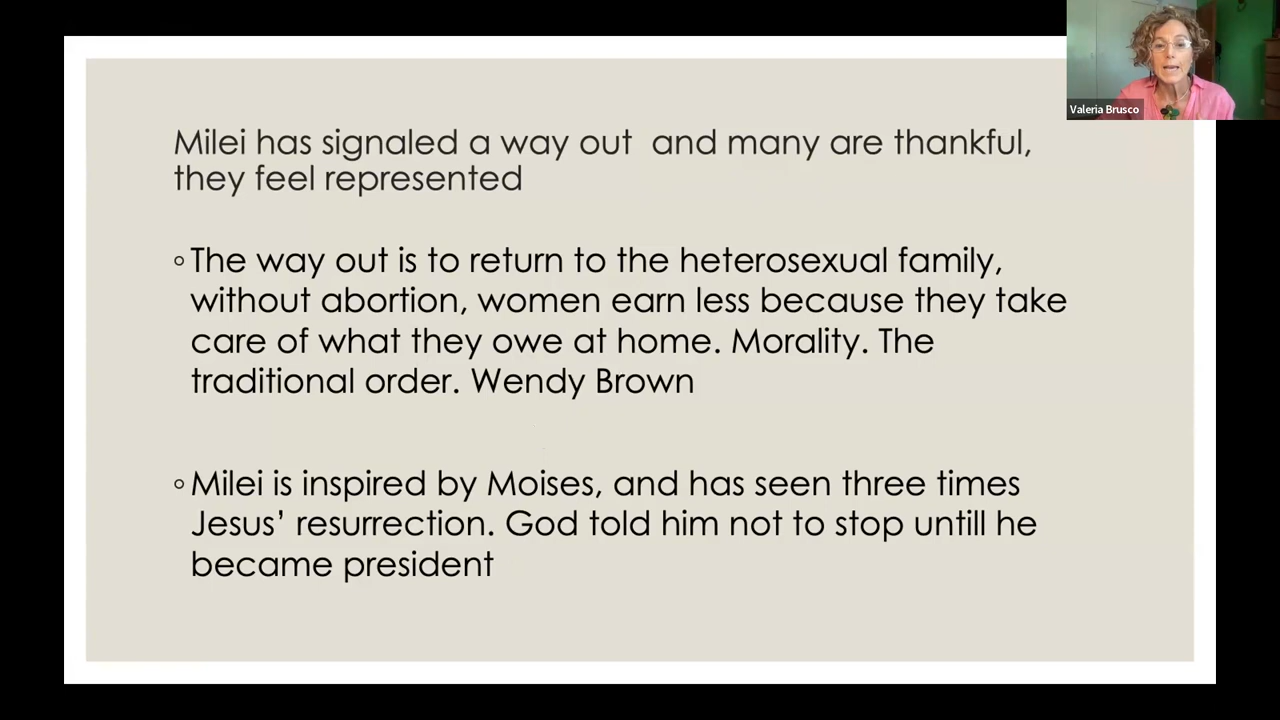 Milei has signaled a way out  and many are thankful,
they feel represented
◦The way out is to return to the heterosexual family,
without abortion, women earn less because they take
care of what they owe at home. Morality. The
traditional order. Wendy Brown
◦Milei is inspired by Moises, and has seen three times
Jesus’ resurrection. God told him not to stop untill he
became president
Valeria Brusco